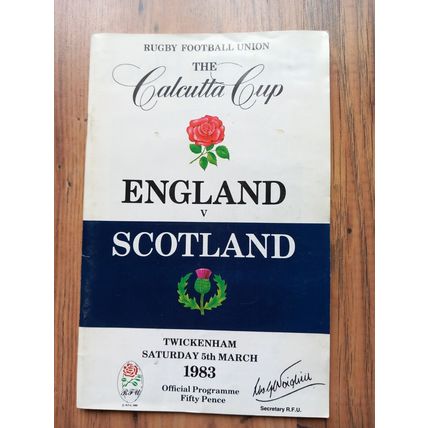 RUGBY FOOTBALL UNION
THE
Calcutta Cup
ENGLAND
v
SCOTLAND
TWICKENHAM
SATURDAY 5th MARCH
1983
Official Programme
Fifty Pence
R·F·U
Secretary R.F.U.